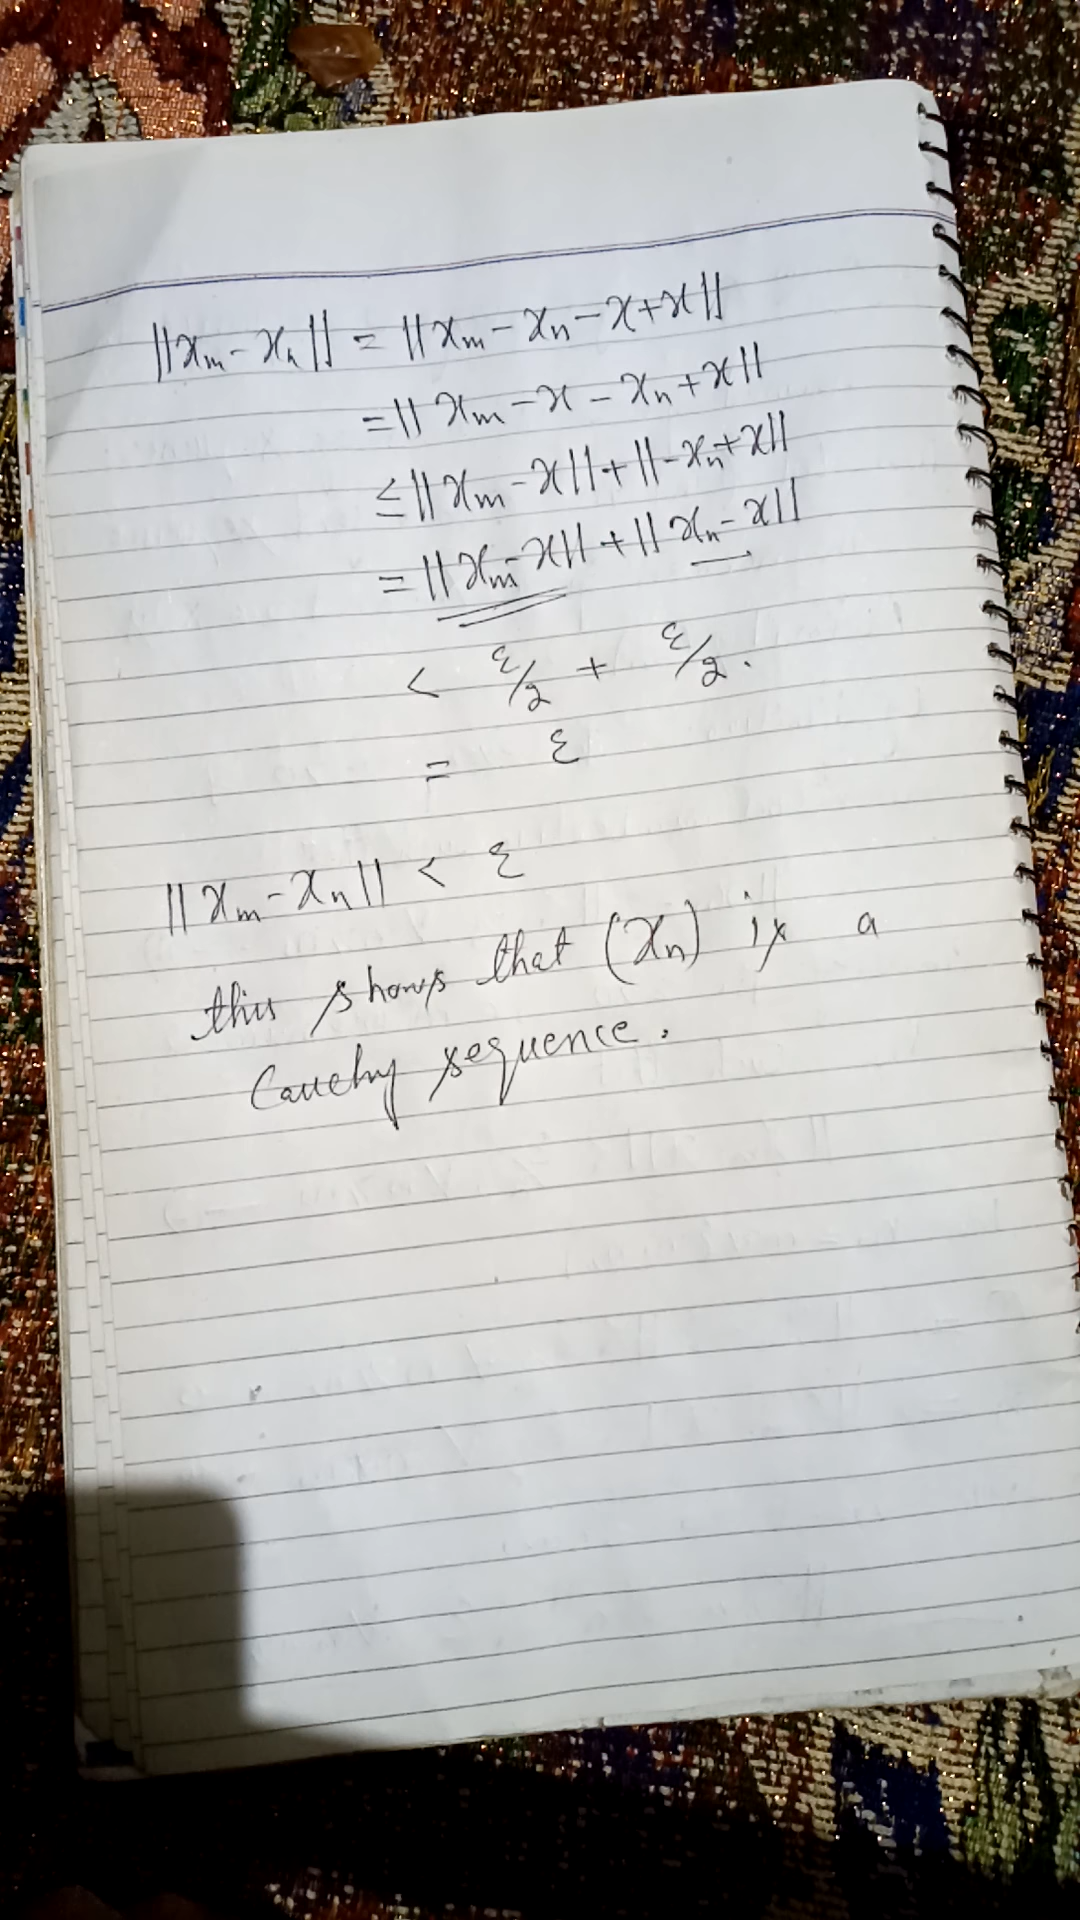 ||xₘ - xₙ|| = ||xₘ - xₙ - x + x||
= || xₘ - x - xₙ + x ||
≤ || xₘ - x || + || - xₙ + x ||
= || xₘ - x || + || xₙ - x ||
< ε/2 + ε/2 .
= ε
|| xₘ - xₙ || < ε
this shows that (xₙ) is a
Cauchy sequence .